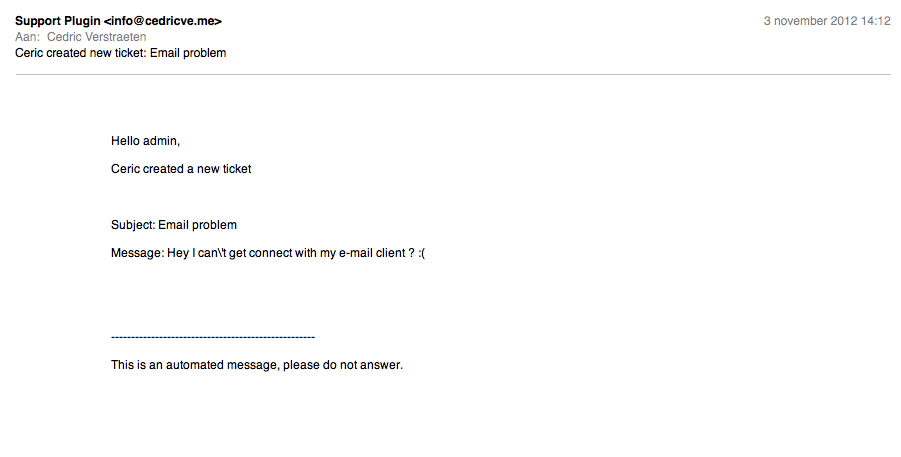 Support Plugin <info@cedricve.me>
3 november 2012 14:12
Aan: Cedric Verstraeten
Ceric created new ticket: Email problem
Hello admin,
Ceric created a new ticket
Subject: Email problem
Message: Hey I can\'t get connect with my e-mail client ? :(
---------------------------------------------------
This is an automated message, please do not answer.